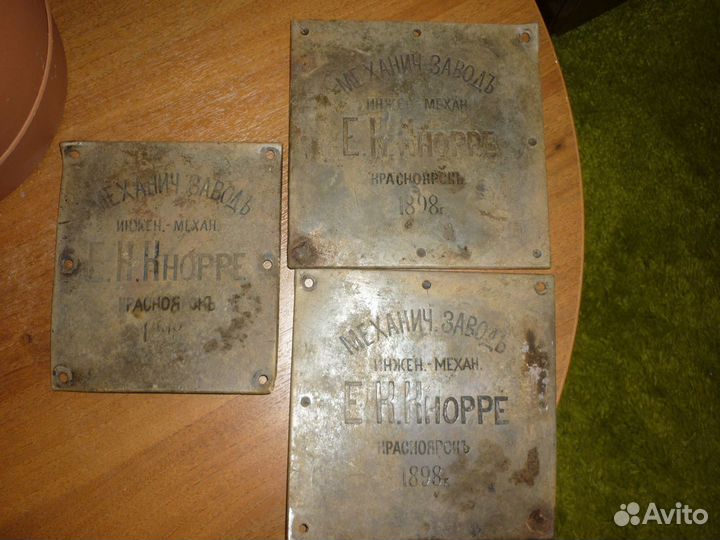 МЕХАНИЧ. ЗАВОДЪ
ИНЖЕН.-МЕХАН.
Е.К.КНОРРЕ
КРАСНОЯРСКЪ
МЕХАНИЧ. ЗАВОДЪ
ИНЖЕН. МЕХАН.
Е.К.КНОРРЕ
КРАСНОЯРСКЪ
1898г.
МЕХАНИЧ. ЗАВОДЪ
ИНЖЕН.-МЕХАН.
Е.К.КНОРРЕ
КРАСНОЯРСКЪ
1898г.
Avito